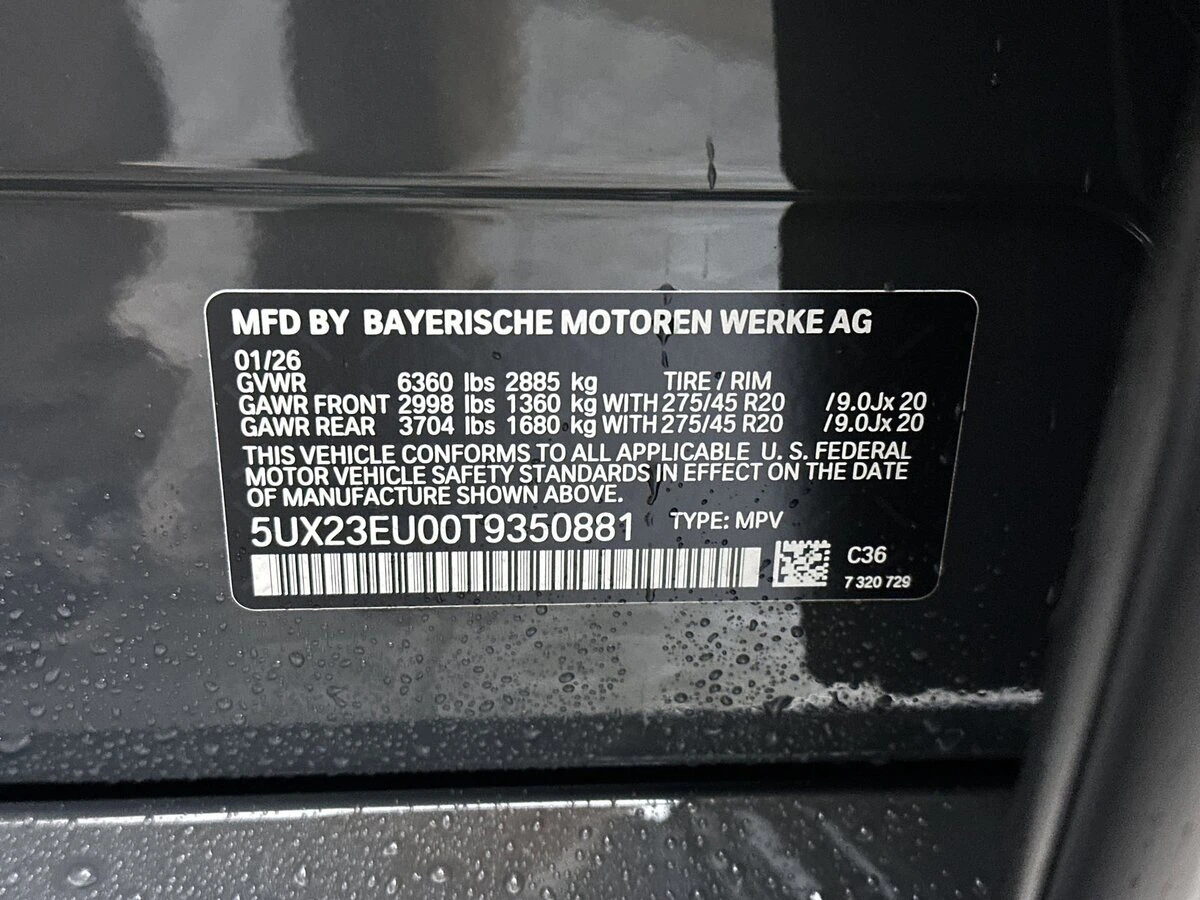 MFD BY BAYERISCHE MOTOREN WERKE AG
01/26
GVWR 6360 lbs 2885 kg TIRE / RIM
GAWR FRONT 2998 lbs 1360 kg WITH 275/45 R20 /9.0Jx 20
GAWR REAR 3704 lbs 1680 kg WITH 275/45 R20 /9.0Jx 20
THIS VEHICLE CONFORMS TO ALL APPLICABLE U. S. FEDERAL
MOTOR VEHICLE SAFETY STANDARDS IN EFFECT ON THE DATE
OF MANUFACTURE SHOWN ABOVE.
5UX23EU00T9350881 TYPE: MPV
C36
7 320 729